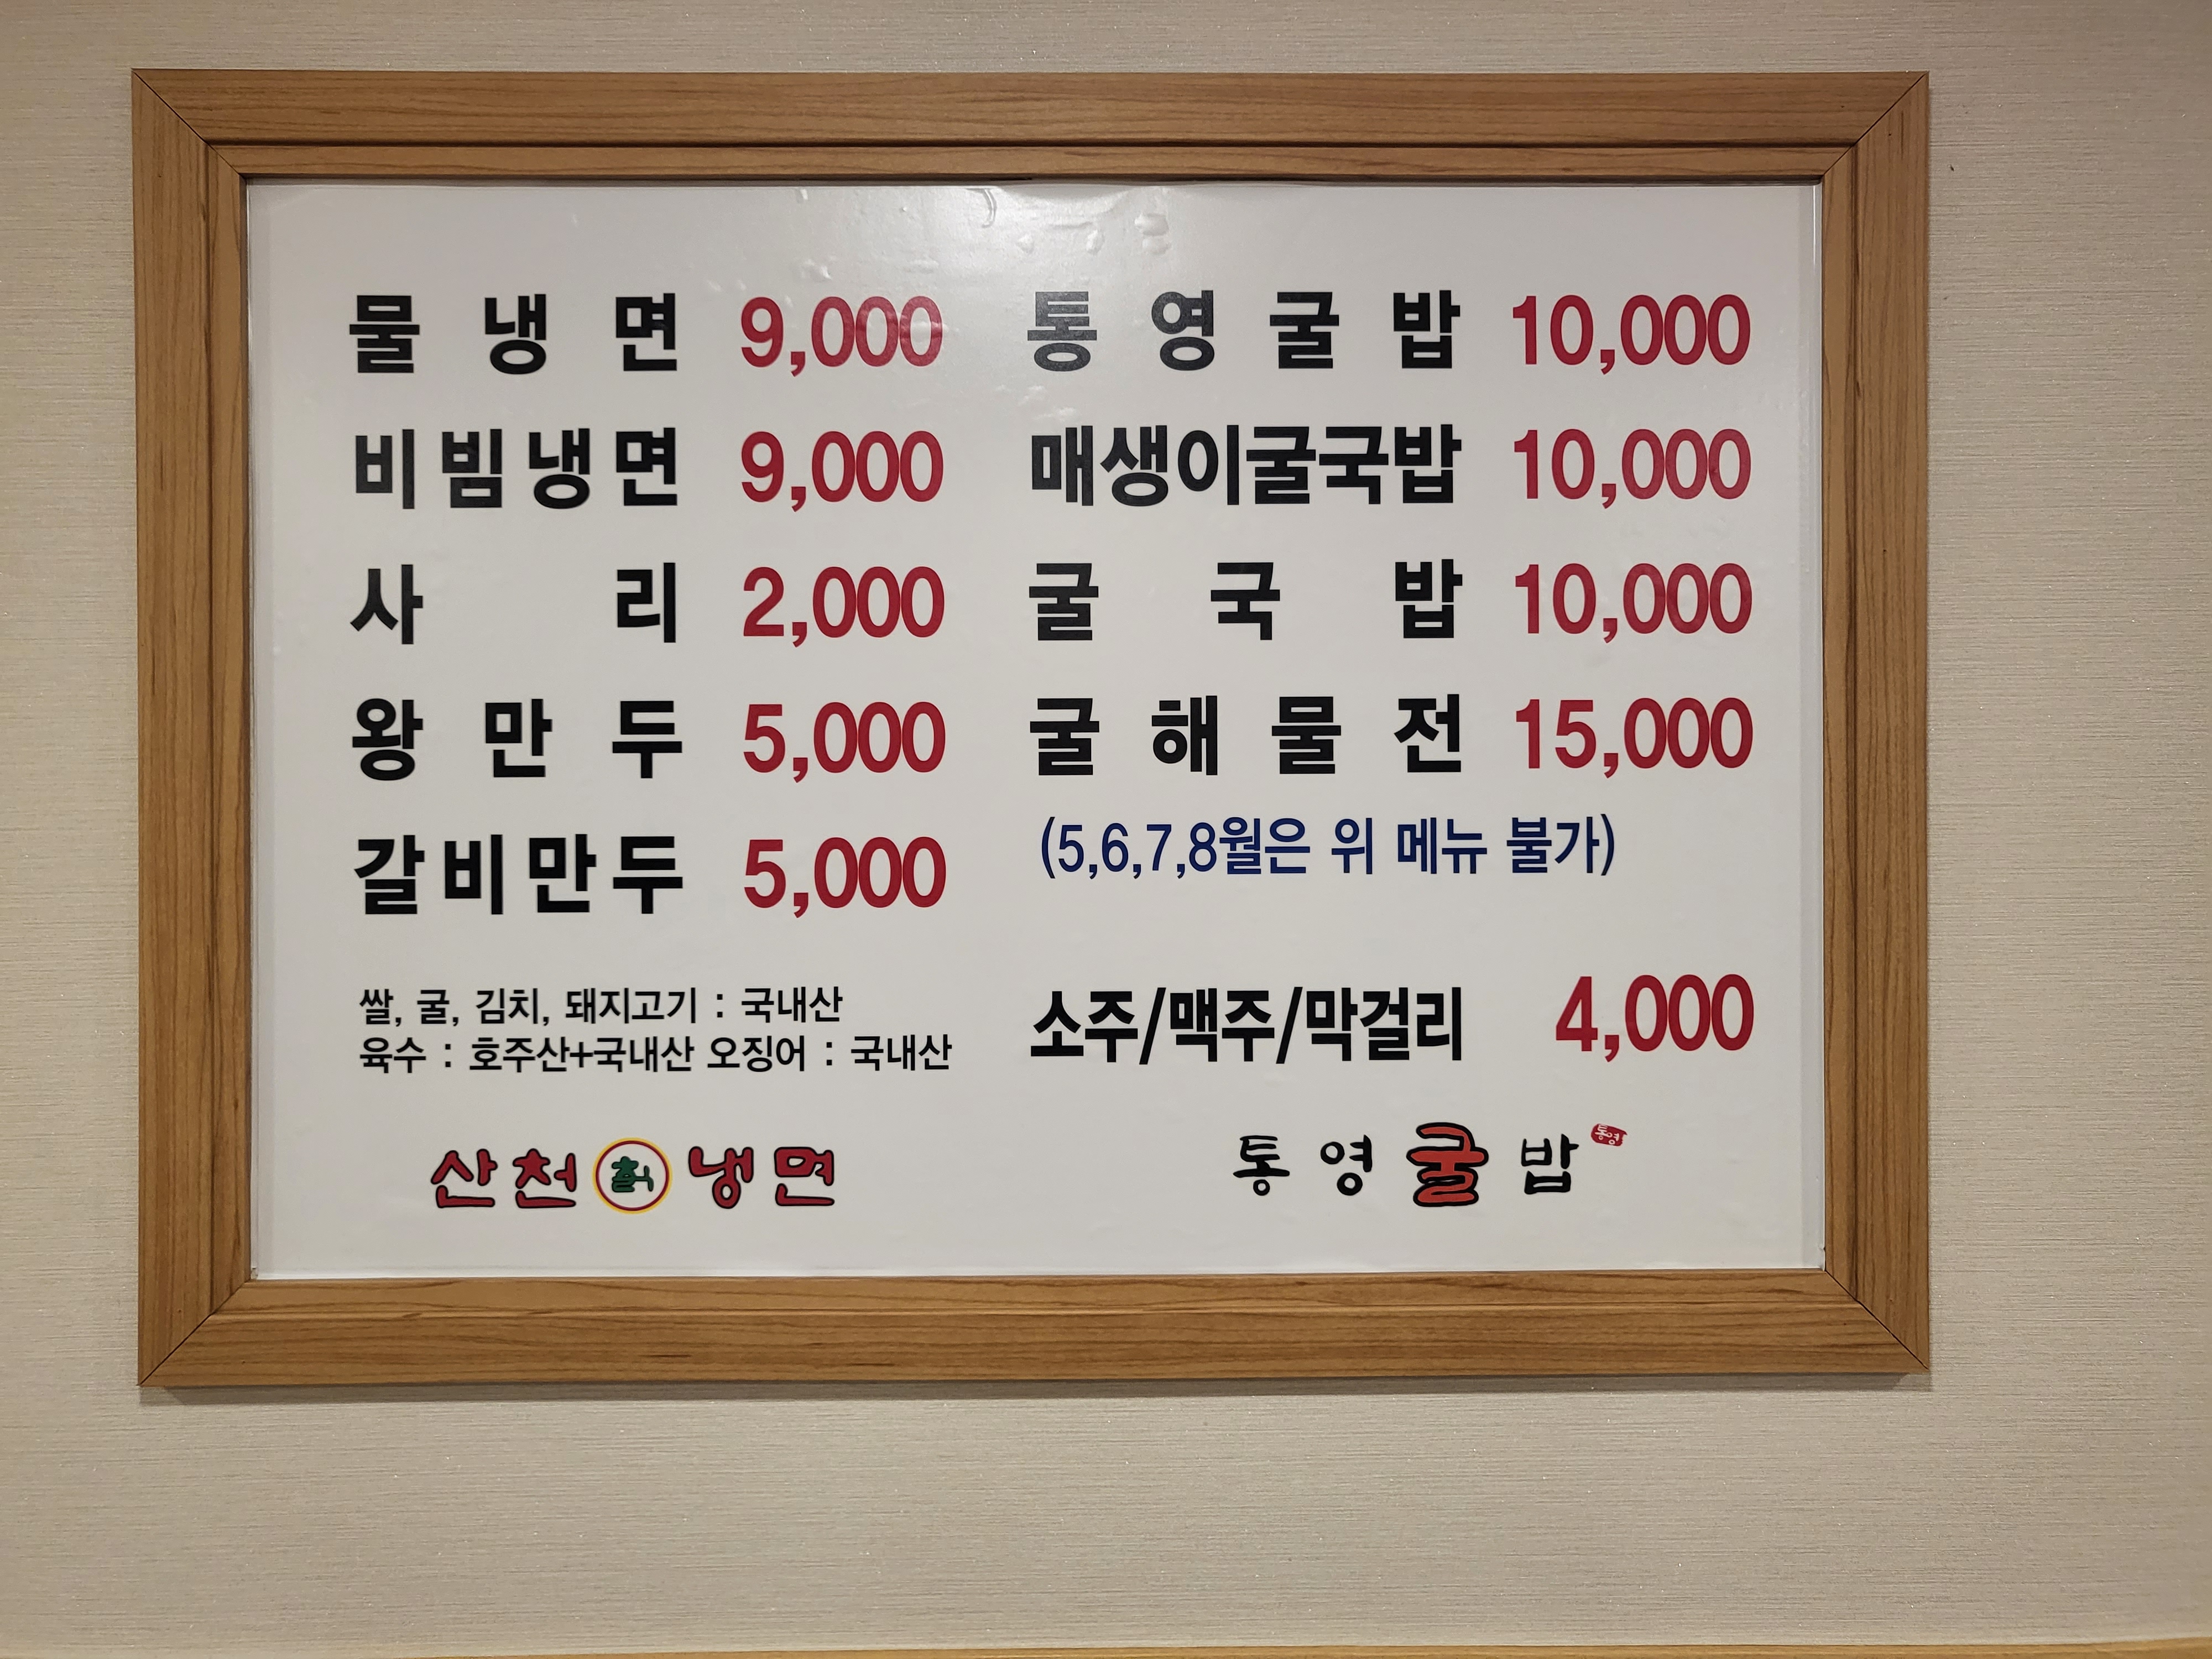 물냉면 9,000
비빔냉면 9,000
사리 2,000
왕만두 5,000
갈비만두 5,000
쌀, 굴, 김치, 돼지고기 : 국내산
육수 : 호주산+국내산 오징어 : 국내산
산천 냉면
통영굴밥 10,000
매생이굴국밥 10,000
굴국밥 10,000
굴해물전 15,000
(5,6,7,8월은 위 메뉴 불가)
소주/맥주/막걸리 4,000
통영굴밥 통영